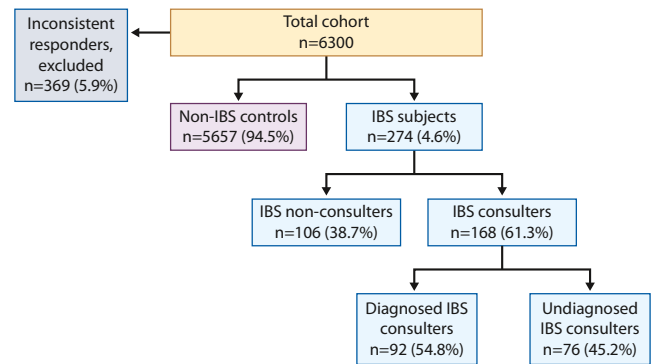 Inconsistent
responders,
excluded
n=369 (5.9%)
Total cohort
n=6300
Non-IBS controls
n=5657 (94.5%)
IBS subjects
n=274 (4.6%)
IBS non-consulters
n=106 (38.7%)
IBS consulters
n=168 (61.3%)
Diagnosed IBS
consulters
n=92 (54.8%)
Undiagnosed
IBS consulters
n=76 (45.2%)